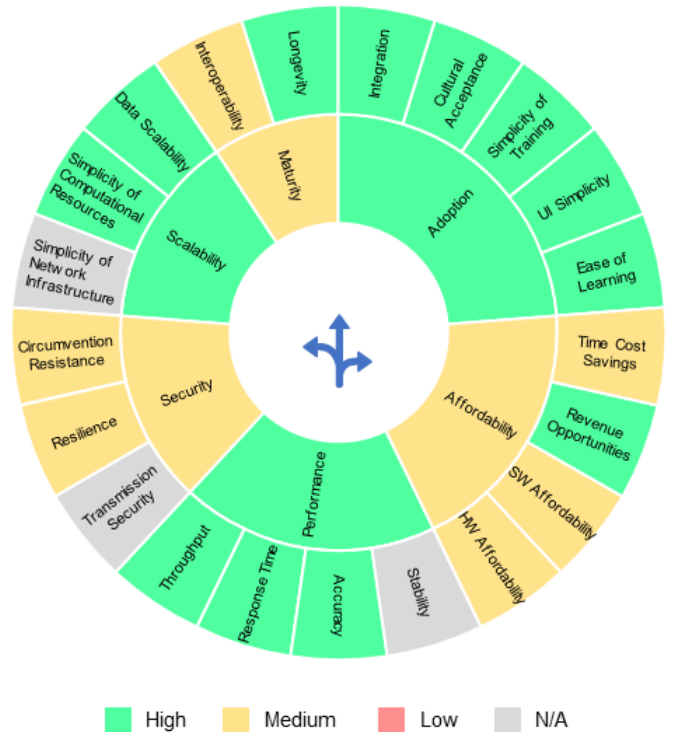 Longevity
Integration
Cultural
Acceptance
Simplicity of
Training
UI Simplicity
Ease of
Learning
Time Cost
Savings
Revenue
Opportunities
SW Affordability
HW Affordability
Stability
Accuracy
Response Time
Throughput
Transmission
Security
Resilience
Circumvention
Resistance
Simplicity of
Network
Infrastructure
Simplicity of
Computational
Resources
Data Scalability
Interoperability
Maturity
Adoption
Affordability
Performance
Security
Scalability
High
Medium
Low
N/A